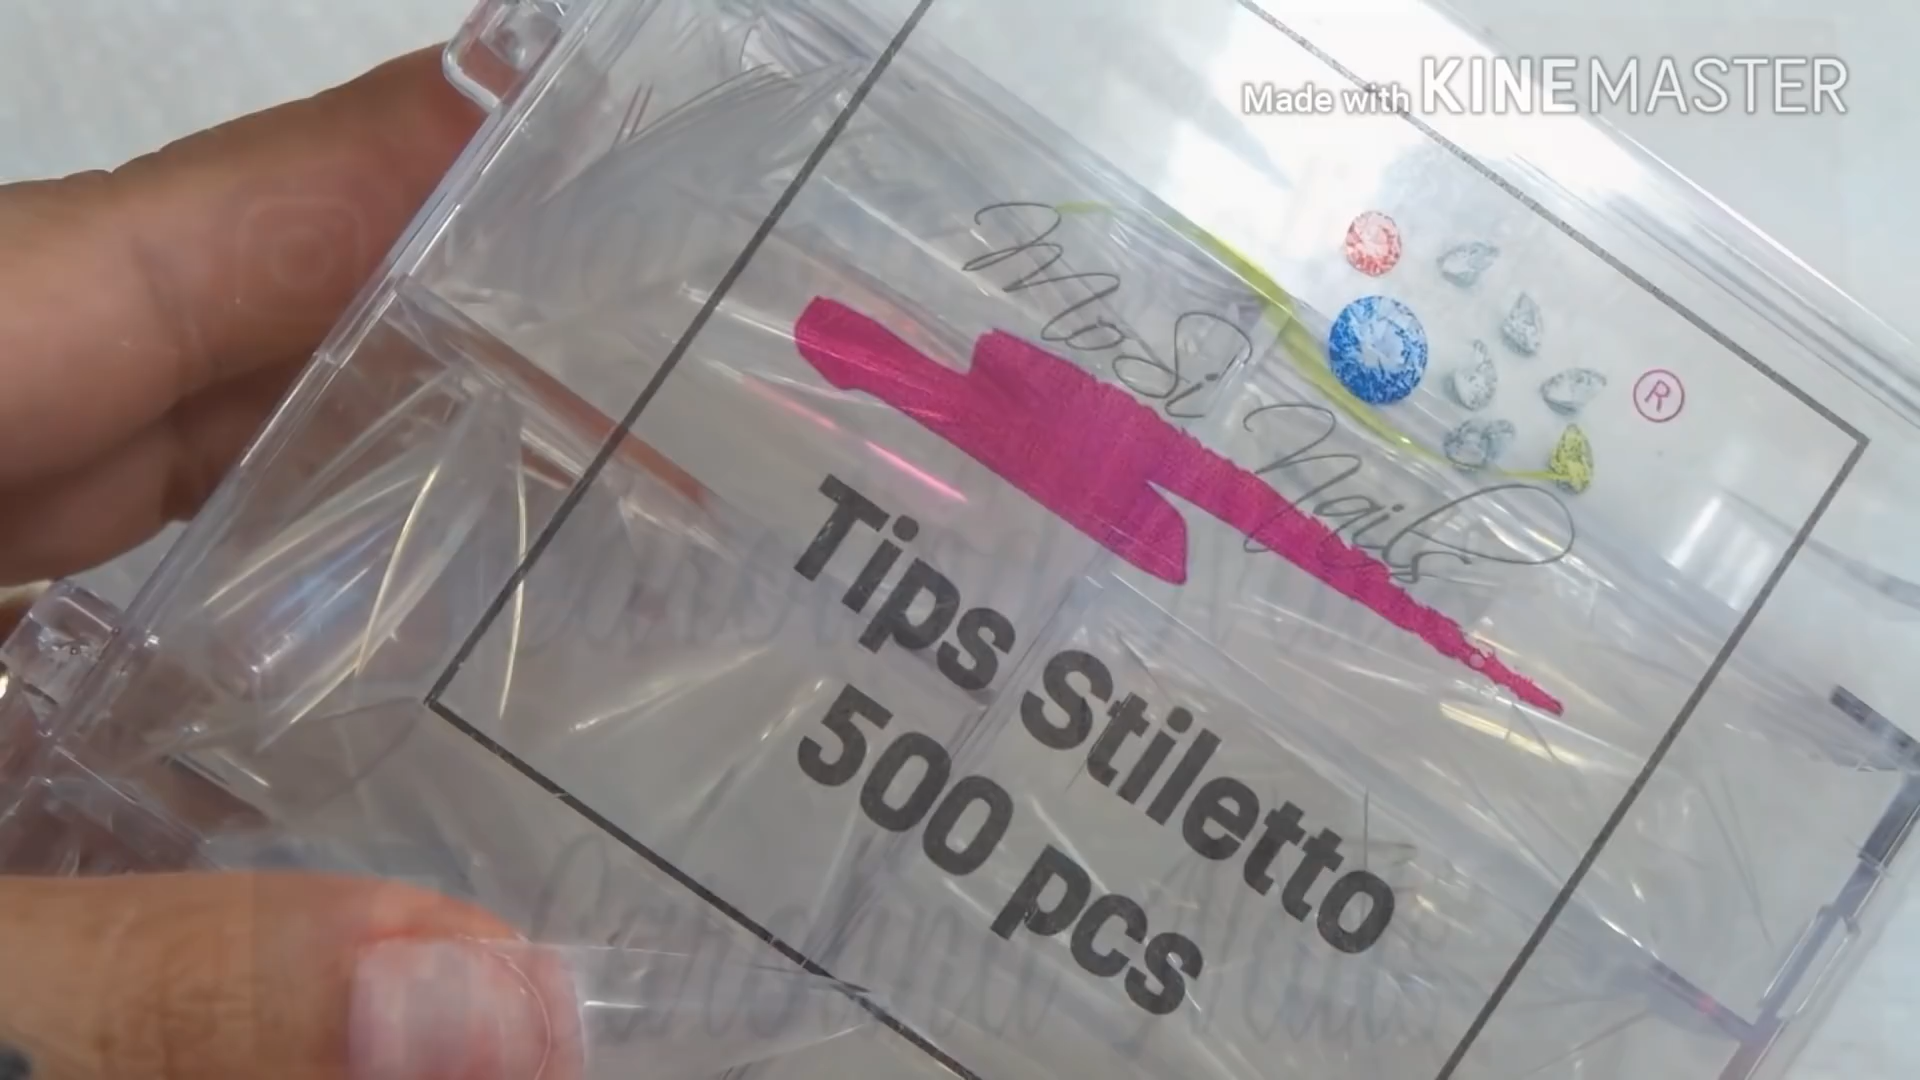 Made with KINEMASTER
Mosi Nails
®
Tips Stiletto
500 pcs